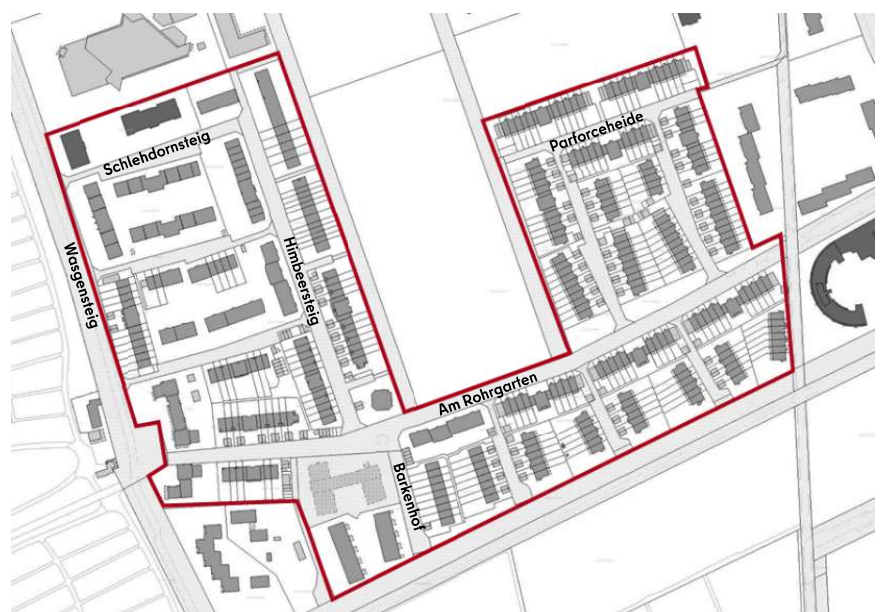 Parforceheide
Schlehdornsteig
Wasgensteig
Himbeersteig
Am Rohrgarten
Barkenhof